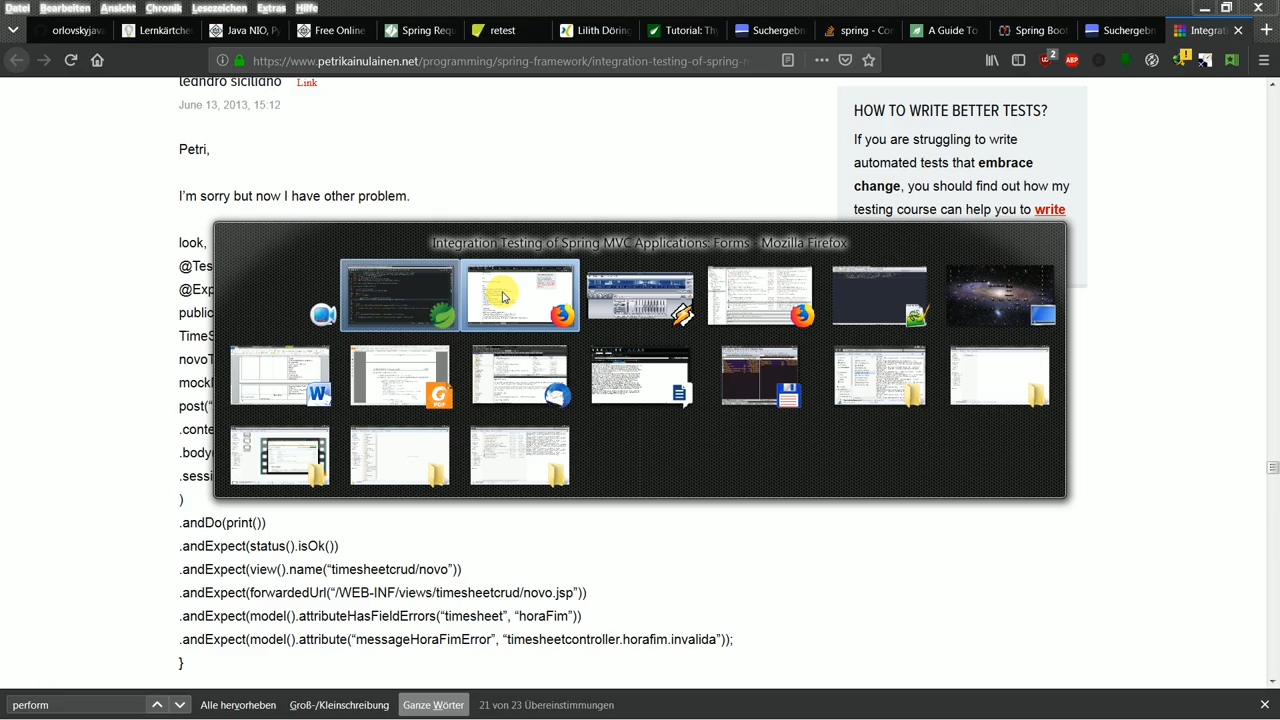 Datei Bearbeiten Ansicht Chronik Lesezeichen Extras Hilfe
orlovskyjava Lernkärtchen Java NIO, Py Free Online Spring Requ retest Lilith Döring Tutorial: Thy Suchergebn spring - Con A Guide To Spring Boot Suchergebn Integrati
https://www.petrikainulainen.net/programming/spring-framework/integration-testing-of-spring-m
leandro siciliano Link
June 13, 2013, 15:12
Petri,
I'm sorry but now I have other problem.
look,
@Tes
@Exp
public
TimeS
novoT
mock
post("
.conte
.body(
.sessi
)
.andDo(print())
.andExpect(status().isOk())
.andExpect(view().name("timesheetcrud/novo"))
.andExpect(forwardedUrl("/WEB-INF/views/timesheetcrud/novo.jsp"))
.andExpect(model().attributeHasFieldErrors("timesheet", "horaFim"))
.andExpect(model().attribute("messageHoraFimError", "timesheetcontroller.horafim.invalida"));
}
HOW TO WRITE BETTER TESTS?
If you are struggling to write
automated tests that embrace
change, you should find out how my
testing course can help you to write
Integration Testing of Spring MVC Applications: Forms - Mozilla Firefox
perform Alle hervorheben Groß-/Kleinschreibung Ganze Wörter 21 von 23 Übereinstimmungen